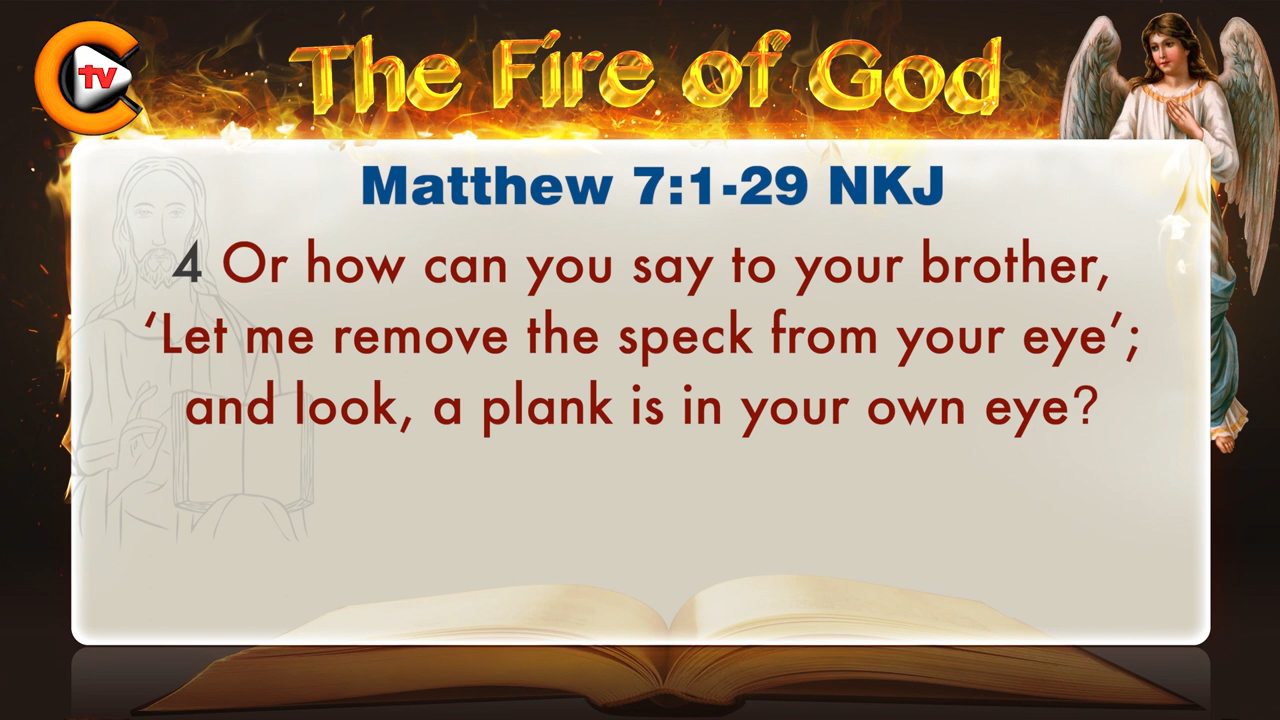 tv
The Fire of God
Matthew 7:1-29 NKJ
4 Or how can you say to your brother,
‘Let me remove the speck from your eye’;
and look, a plank is in your own eye?